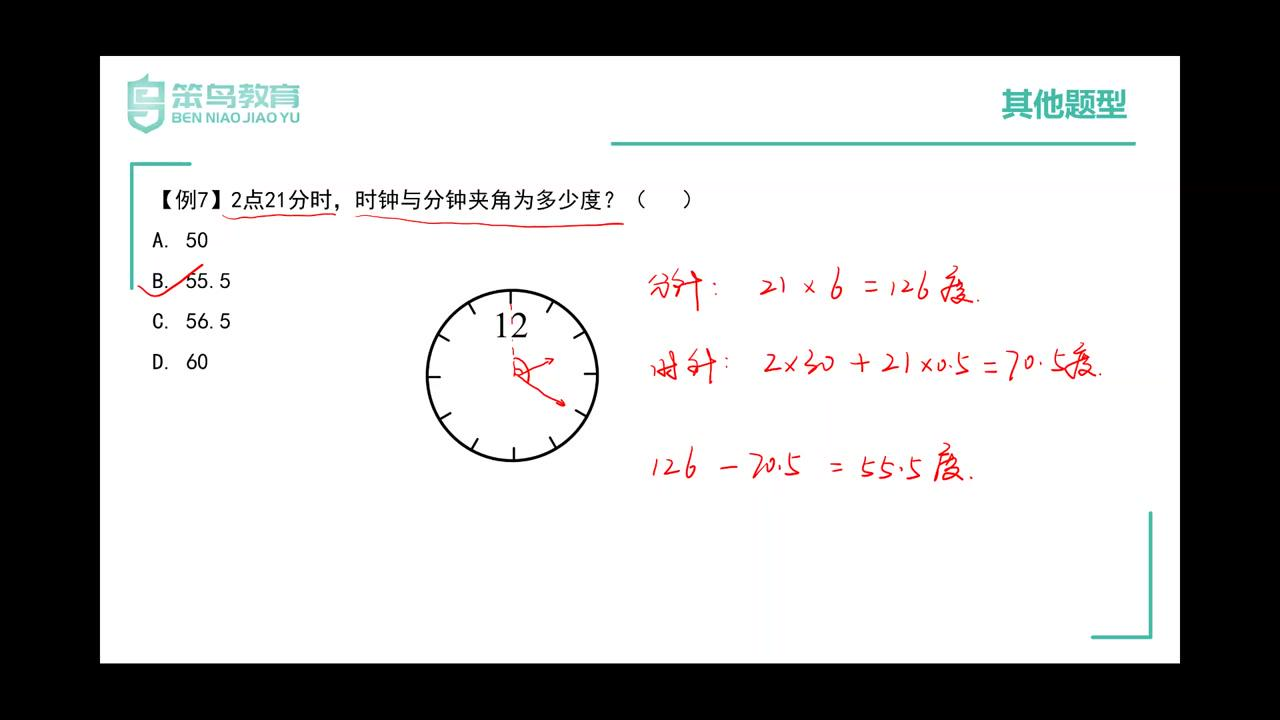 笨鸟教育
BEN NIAO JIAO YU
其他题型
【例7】2点21分时，时钟与分钟夹角为多少度？（ ）
A. 50
B. 55.5
C. 56.5
D. 60
12
分针: 21 × 6 = 126 度.
时针: 2×30 + 21×0.5 = 70.5度.
126 - 70.5 = 55.5 度.